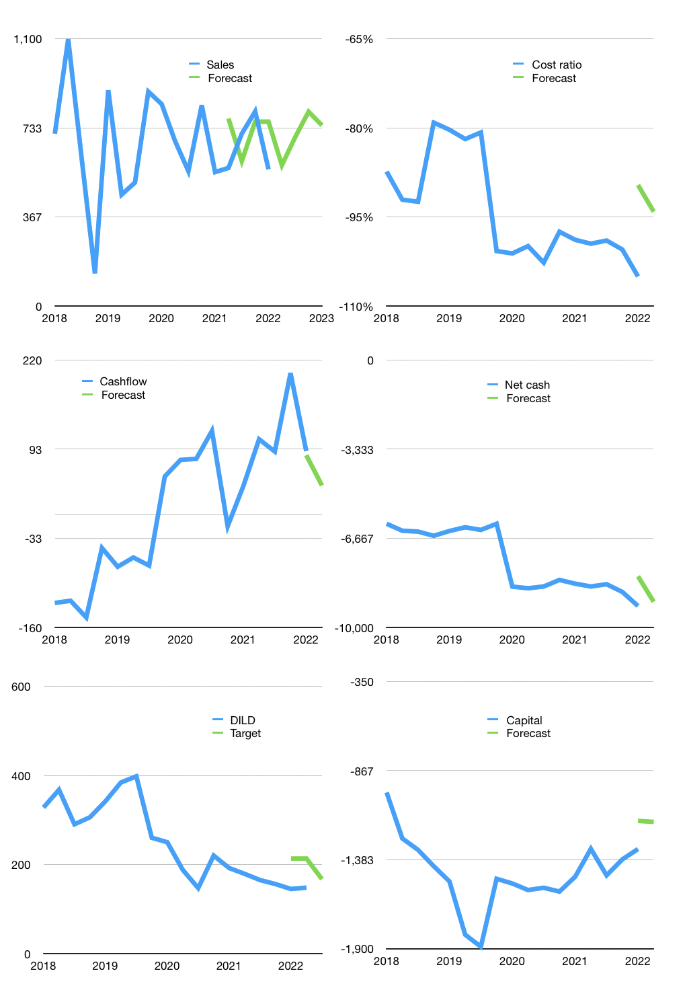 1,100
Sales
Forecast
733
367
0
2018 2019 2020 2021 2022 2023
-65%
Cost ratio
Forecast
-80%
-95%
-110%
2018 2019 2020 2021 2022
220
Cashflow
Forecast
93
-33
-160
2018 2019 2020 2021 2022
0
Net cash
Forecast
-3,333
-6,667
-10,000
2018 2019 2020 2021 2022
600
DILD
Target
400
200
0
2018 2019 2020 2021 2022
-350
Capital
Forecast
-867
-1,383
-1,900
2018 2019 2020 2021 2022